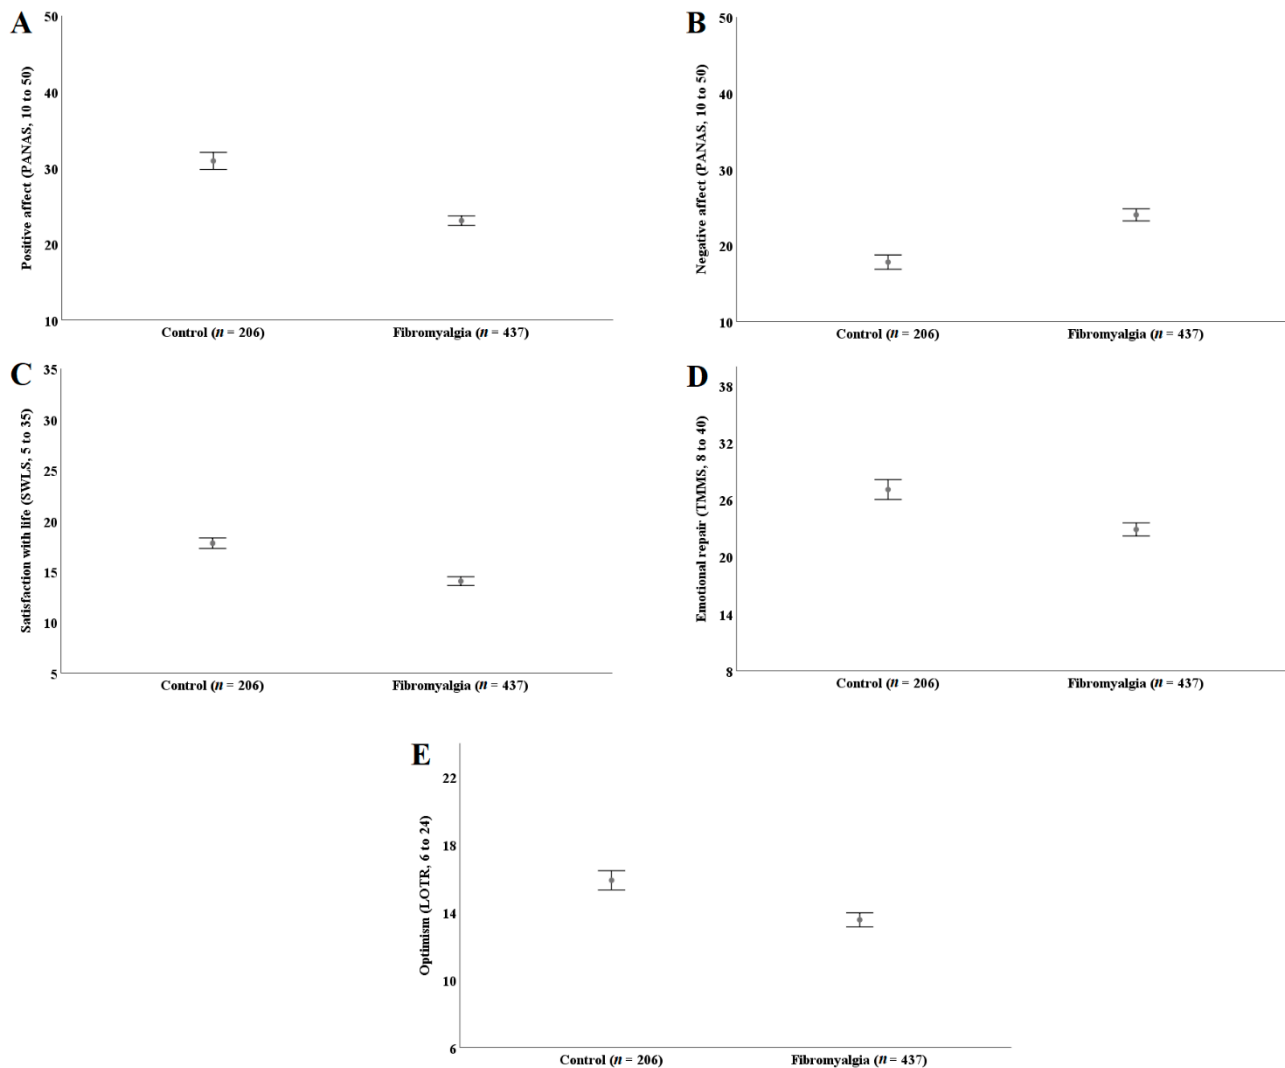 A
Positive affect (PANAS, 10 to 50)
50
40
30
20
10
Control (n = 206)
Fibromyalgia (n = 437)
B
Negative affect (PANAS, 10 to 50)
50
40
30
20
10
Control (n = 206)
Fibromyalgia (n = 437)
C
Satisfaction with life (SWLS, 5 to 35)
35
30
25
20
15
10
5
Control (n = 206)
Fibromyalgia (n = 437)
D
Emotional repair (TMMS, 8 to 40)
38
32
26
20
14
8
Control (n = 206)
Fibromyalgia (n = 437)
E
Optimism (LOTR, 6 to 24)
22
18
14
10
6
Control (n = 206)
Fibromyalgia (n = 437)